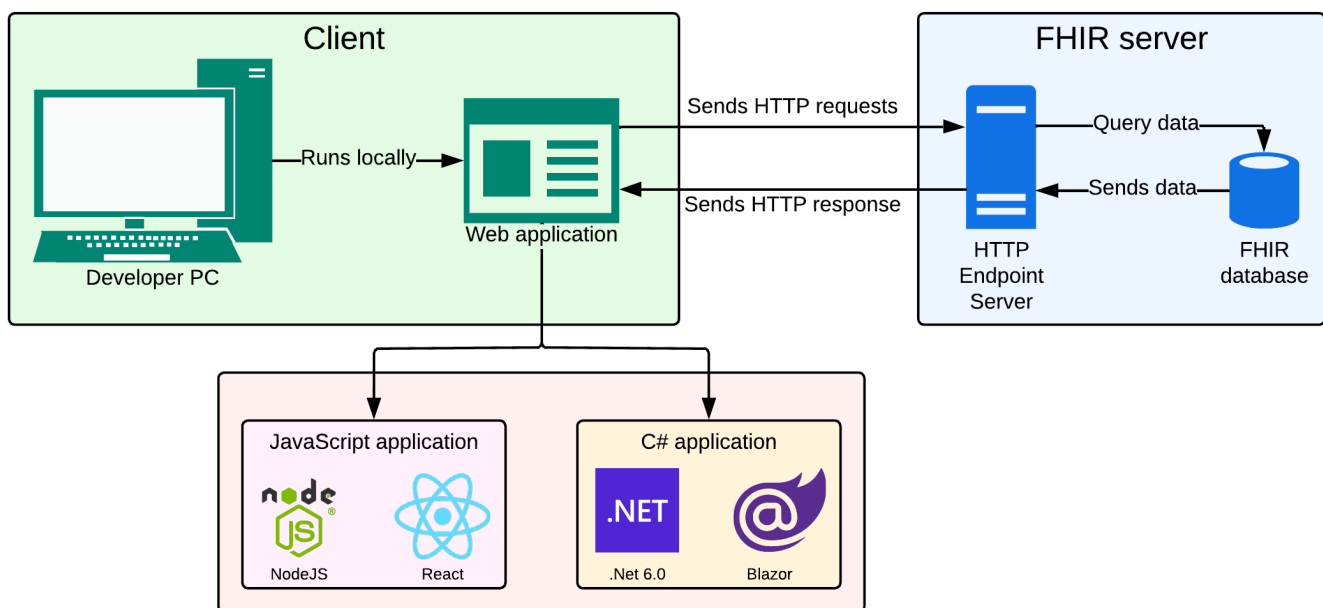 Client
FHIR server
Sends HTTP requests
Query data
Runs locally
Sends data
Sends HTTP response
Web application
Developer PC
HTTP
Endpoint
Server
FHIR
database
JavaScript application
C# application
node
JS
®
.NET
@
NodeJS
React
.Net 6.0
Blazor